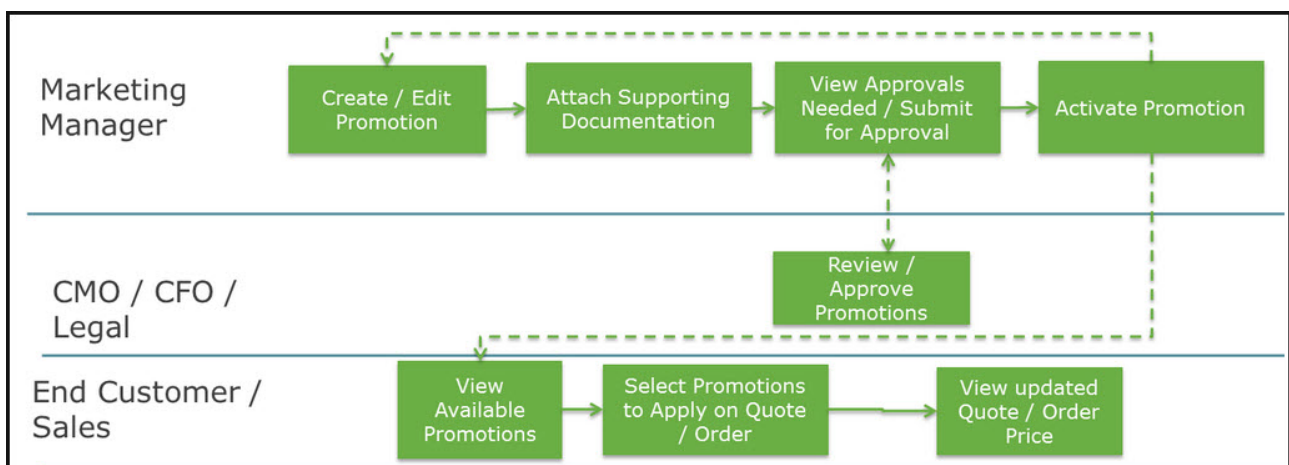 Marketing
Manager
Create / Edit
Promotion
Attach Supporting
Documentation
View Approvals
Needed / Submit
for Approval
Activate Promotion
CMO / CFO /
Legal
Review /
Approve
Promotions
End Customer /
Sales
View
Available
Promotions
Select Promotions
to Apply on Quote
/ Order
View updated
Quote / Order
Price